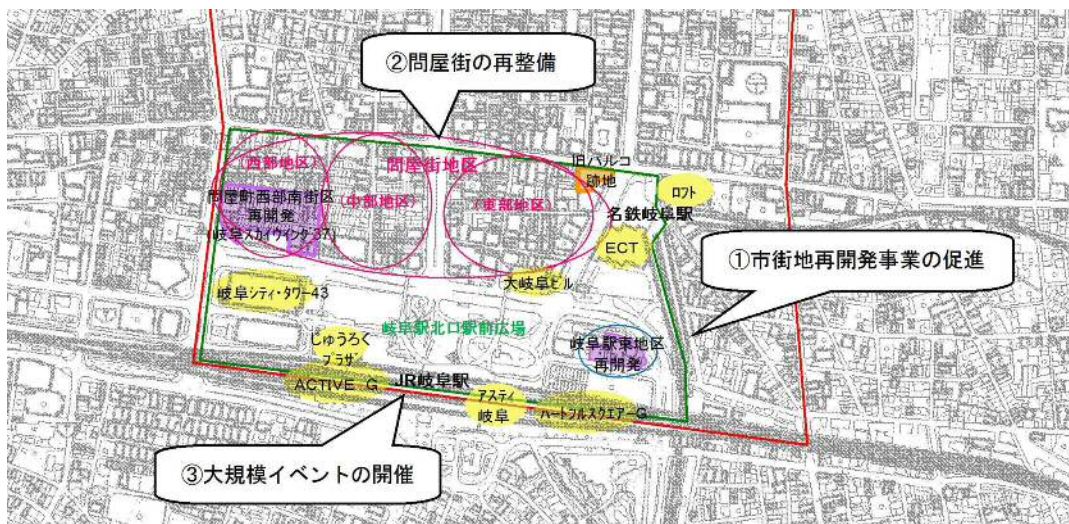 ②問屋街の再整備
旧パルコ
跡地
(西部地区)
問屋街地区
ロフト
問屋町西部南街区
再開発
(岐阜スカイウイング37)
(中部地区)
(東部地区)
名鉄岐阜駅
ECT
①市街地再開発事業の促進
大岐阜ビル
岐阜シティ・タワー43
岐阜駅北口駅前広場
じゅうろく
プラザ
岐阜駅東地区
再開発
ACTIVE G
JR岐阜駅
アスティ
岐阜
ハートフルスクエアーG
③大規模イベントの開催